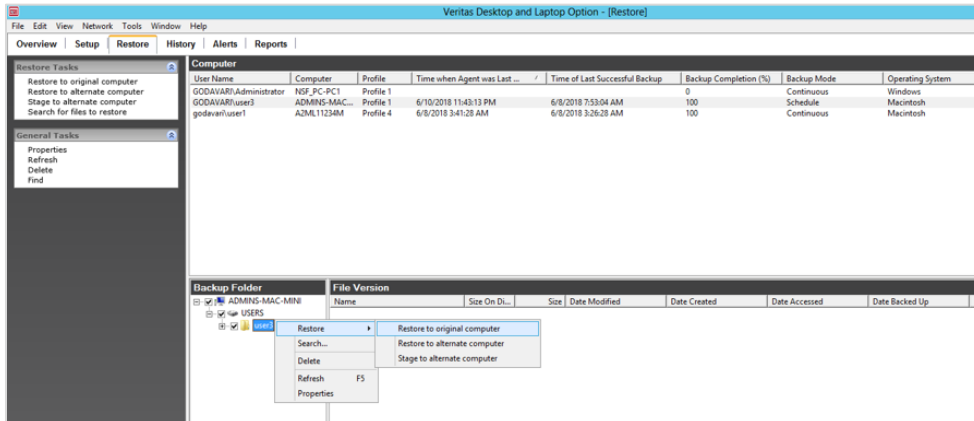 Veritas Desktop and Laptop Option - [Restore]
File Edit View Network Tools Window Help
Overview Setup Restore History Alerts Reports
Restore Tasks
Restore to original computer
Restore to alternate computer
Stage to alternate computer
Search for files to restore
General Tasks
Properties
Refresh
Delete
Find
Computer
User Name Computer Profile Time when Agent was Last ... / Time of Last Successful Backup Backup Completion (%) Backup Mode Operating System
GODAVARI\Administrator NSF_PC-PC1 Profile 1 0 Continuous Windows
GODAVARI\user3 ADMINS-MAC... Profile 1 6/10/2018 11:43:13 PM 6/8/2018 7:53:04 AM 100 Schedule Macintosh
godavari\user1 A2ML11234M Profile 4 6/8/2018 3:41:28 AM 6/8/2018 3:26:28 AM 100 Continuous Macintosh
Backup Folder
ADMINS-MAC-MINI
USERS
user3
File Version
Name Size On Di... Size Date Modified Date Created Date Accessed Date Backed Up
Restore
Search...
Delete
Refresh F5
Properties
Restore to original computer
Restore to alternate computer
Stage to alternate computer